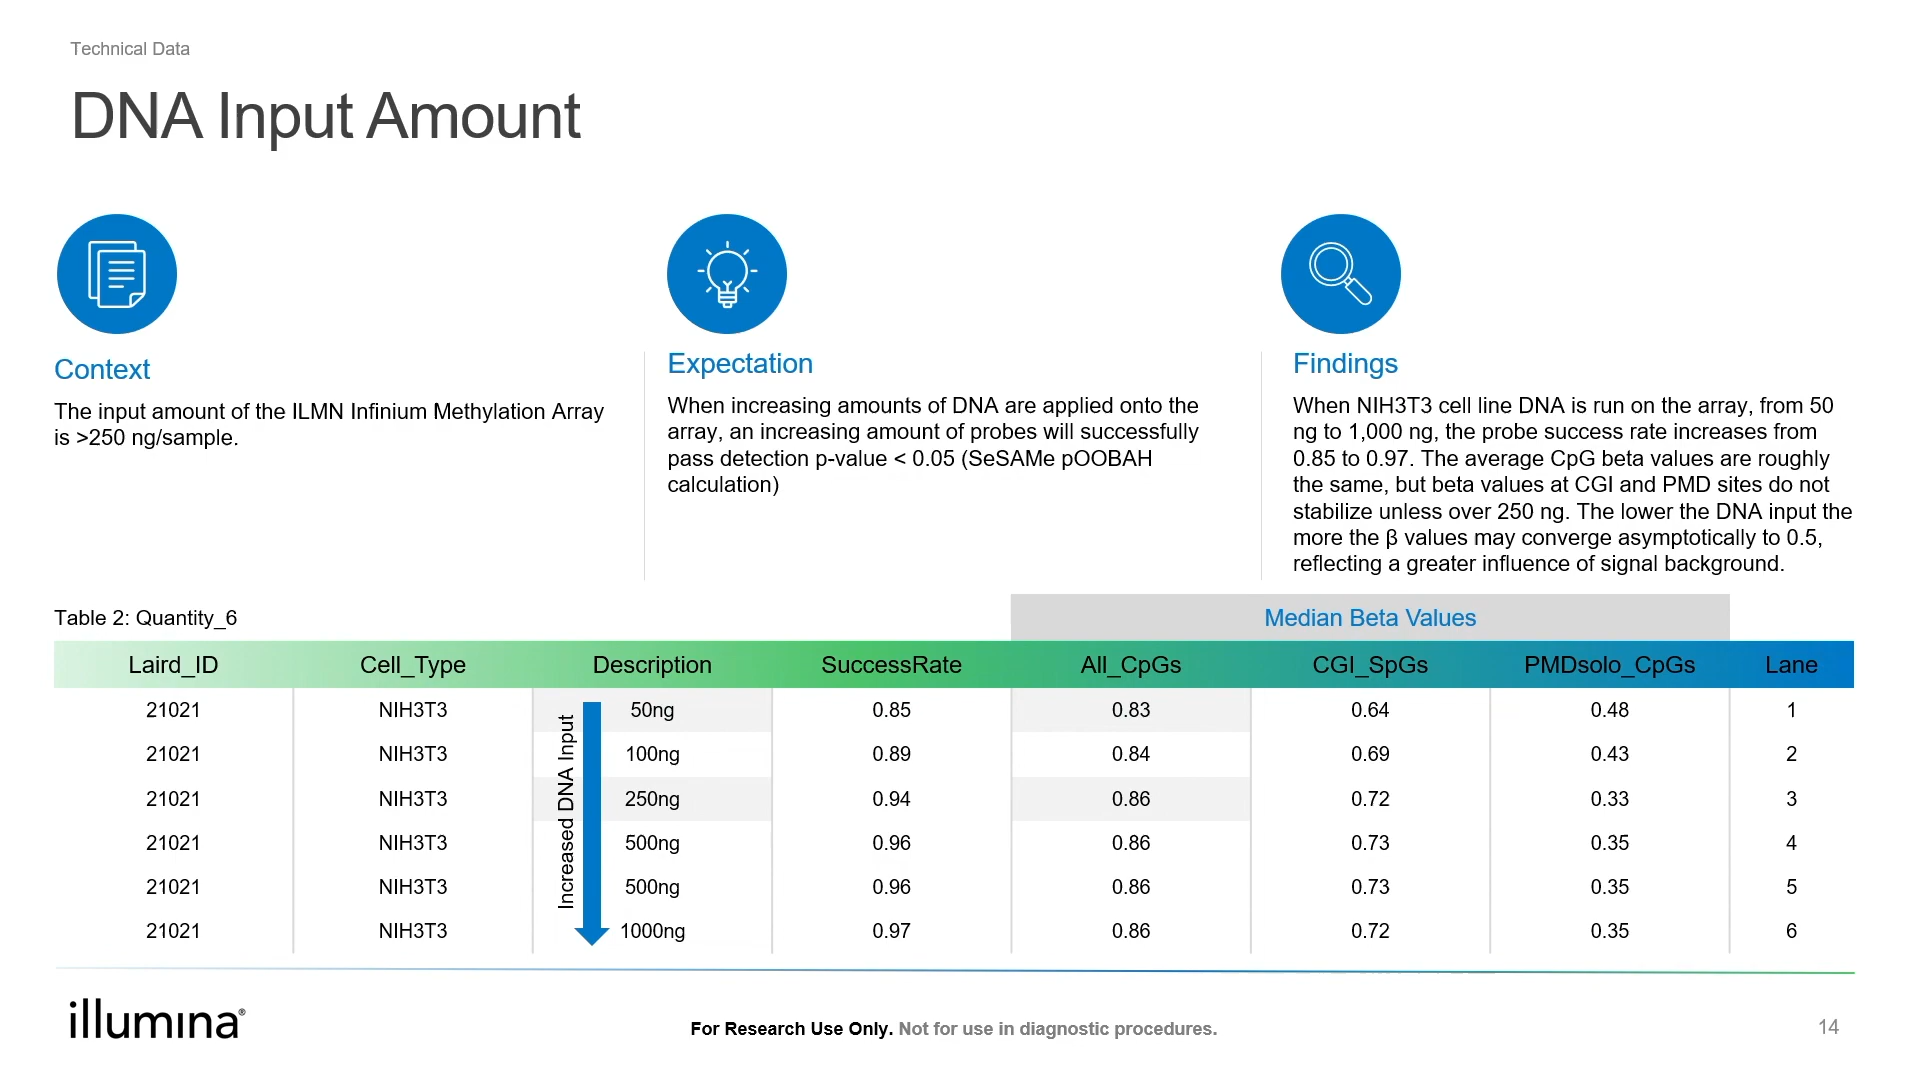 Technical Data
DNA Input Amount
Context
The input amount of the ILMN Infinium Methylation Array
is >250 ng/sample.
Expectation
When increasing amounts of DNA are applied onto the
array, an increasing amount of probes will successfully
pass detection p-value < 0.05 (SeSAMe pOOBAH
calculation)
Findings
When NIH3T3 cell line DNA is run on the array, from 50
ng to 1,000 ng, the probe success rate increases from
0.85 to 0.97. The average CpG beta values are roughly
the same, but beta values at CGI and PMD sites do not
stabilize unless over 250 ng. The lower the DNA input the
more the β values may converge asymptotically to 0.5,
reflecting a greater influence of signal background.
Table 2: Quantity_6
Median Beta Values
Laird_ID Cell_Type Description SuccessRate All_CpGs CGI_SpGs PMDsolo_CpGs Lane
21021 NIH3T3 50ng 0.85 0.83 0.64 0.48 1
21021 NIH3T3 100ng 0.89 0.84 0.69 0.43 2
21021 NIH3T3 250ng 0.94 0.86 0.72 0.33 3
21021 NIH3T3 500ng 0.96 0.86 0.73 0.35 4
21021 NIH3T3 500ng 0.96 0.86 0.73 0.35 5
21021 NIH3T3 1000ng 0.97 0.86 0.72 0.35 6
Increased DNA Input
illumina®
For Research Use Only. Not for use in diagnostic procedures.
14